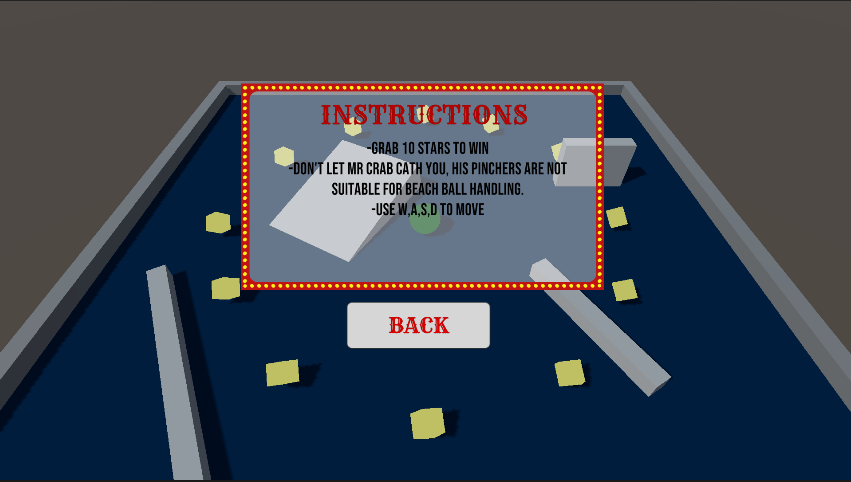 INSTRUCTIONS
-GRAB 10 STARS TO WIN
-DON'T LET MR CRAB CATH YOU, HIS PINCHERS ARE NOT
SUITABLE FOR BEACH BALL HANDLING.
-USE W,A,S,D TO MOVE
BACK